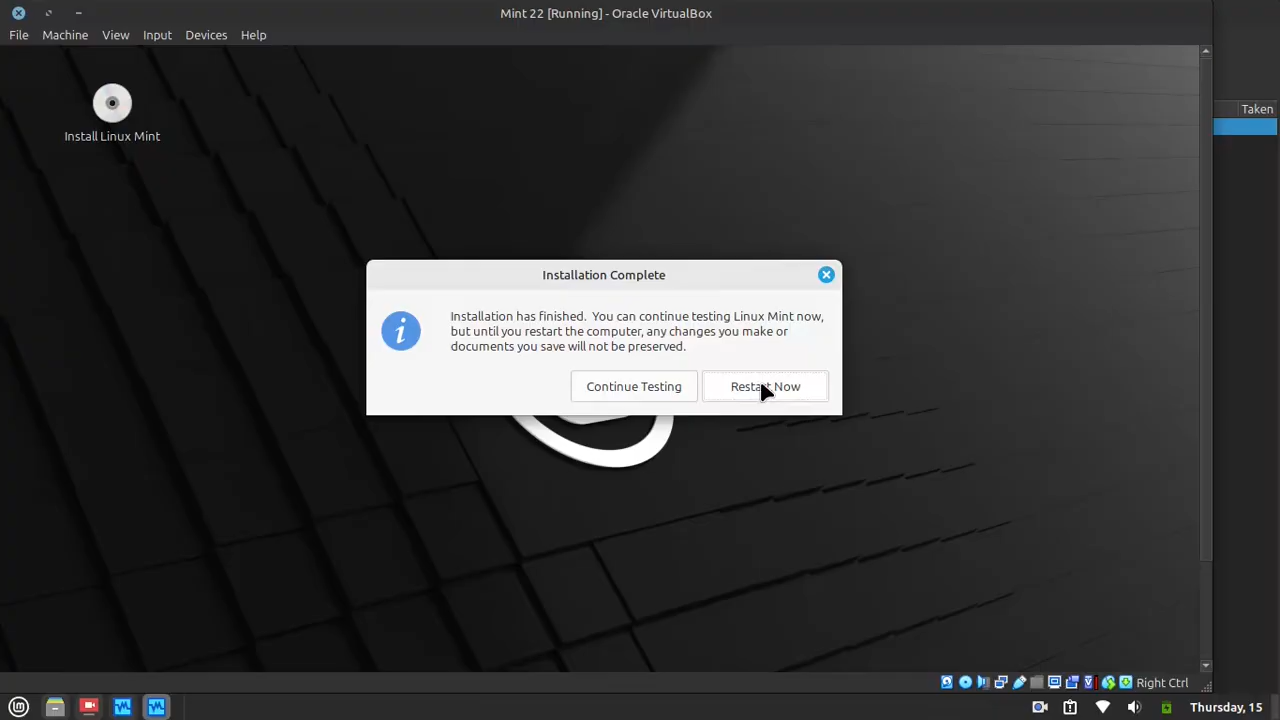 Mint 22 [Running] - Oracle VirtualBox
File Machine View Input Devices Help
Taken
Install Linux Mint
Installation Complete
Installation has finished. You can continue testing Linux Mint now,
but until you restart the computer, any changes you make or
documents you save will not be preserved.
Continue Testing
Restart Now
Right Ctrl
Thursday, 15